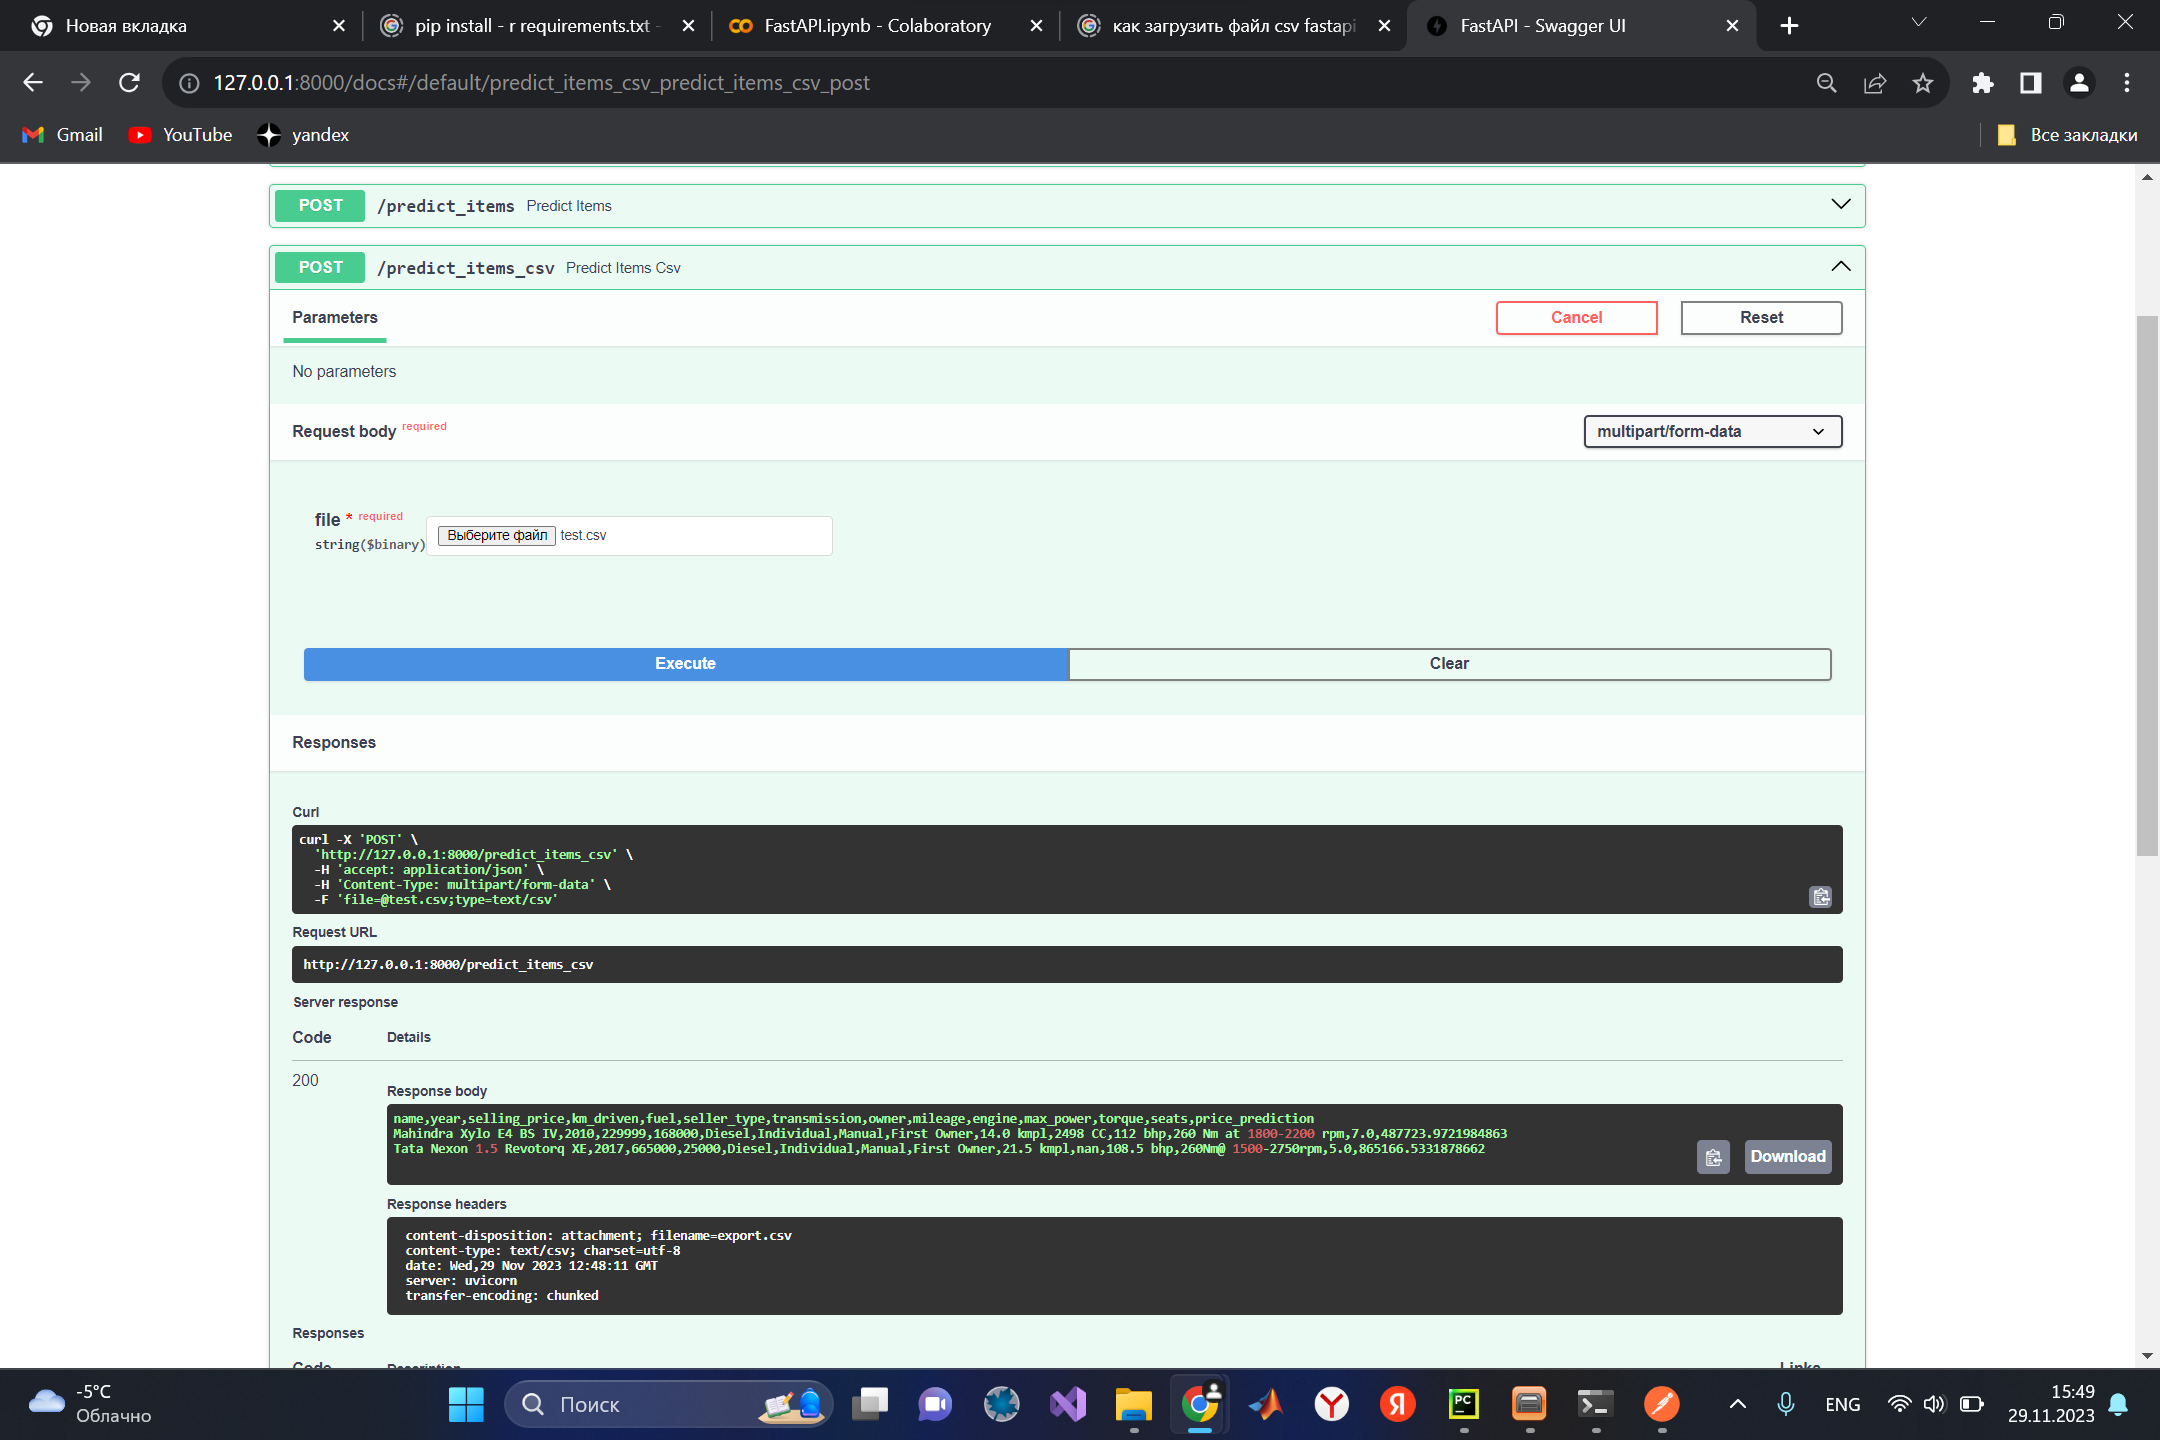 Новая вкладка
pip install - r requirements.txt -
FastAPI.ipynb - Colaboratory
как загрузить файл csv fastapi
FastAPI - Swagger UI
127.0.0.1:8000/docs#/default/predict_items_csv_predict_items_csv_post
Gmail YouTube yandex Все закладки
POST /predict_items Predict Items
POST /predict_items_csv Predict Items Csv
Parameters Cancel Reset
No parameters
Request body required multipart/form-data
file * required
string($binary) Выберите файл test.csv
Execute Clear
Responses
Curl
curl -X 'POST' \
'http://127.0.0.1:8000/predict_items_csv' \
-H 'accept: application/json' \
-H 'Content-Type: multipart/form-data' \
-F 'file=@test.csv;type=text/csv'
Request URL
http://127.0.0.1:8000/predict_items_csv
Server response
Code Details
200
Response body
name,year,selling_price,km_driven,fuel,seller_type,transmission,owner,mileage,engine,max_power,torque,seats,price_prediction
Mahindra Xylo E4 BS IV,2010,229999,168000,Diesel,Individual,Manual,First Owner,14.0 kmpl,2498 CC,112 bhp,260 Nm at 1800-2200 rpm,7.0,487723.9721984863
Tata Nexon 1.5 Revotorq XE,2017,665000,25000,Diesel,Individual,Manual,First Owner,21.5 kmpl,nan,108.5 bhp,260Nm@ 1500-2750rpm,5.0,865166.5331878662
Download
Response headers
content-disposition: attachment; filename=export.csv
content-type: text/csv; charset=utf-8
date: Wed,29 Nov 2023 12:48:11 GMT
server: uvicorn
transfer-encoding: chunked
Responses
Code Description Links
-5°C
Облачно
Поиск
PC
ENG
15:49
29.11.2023